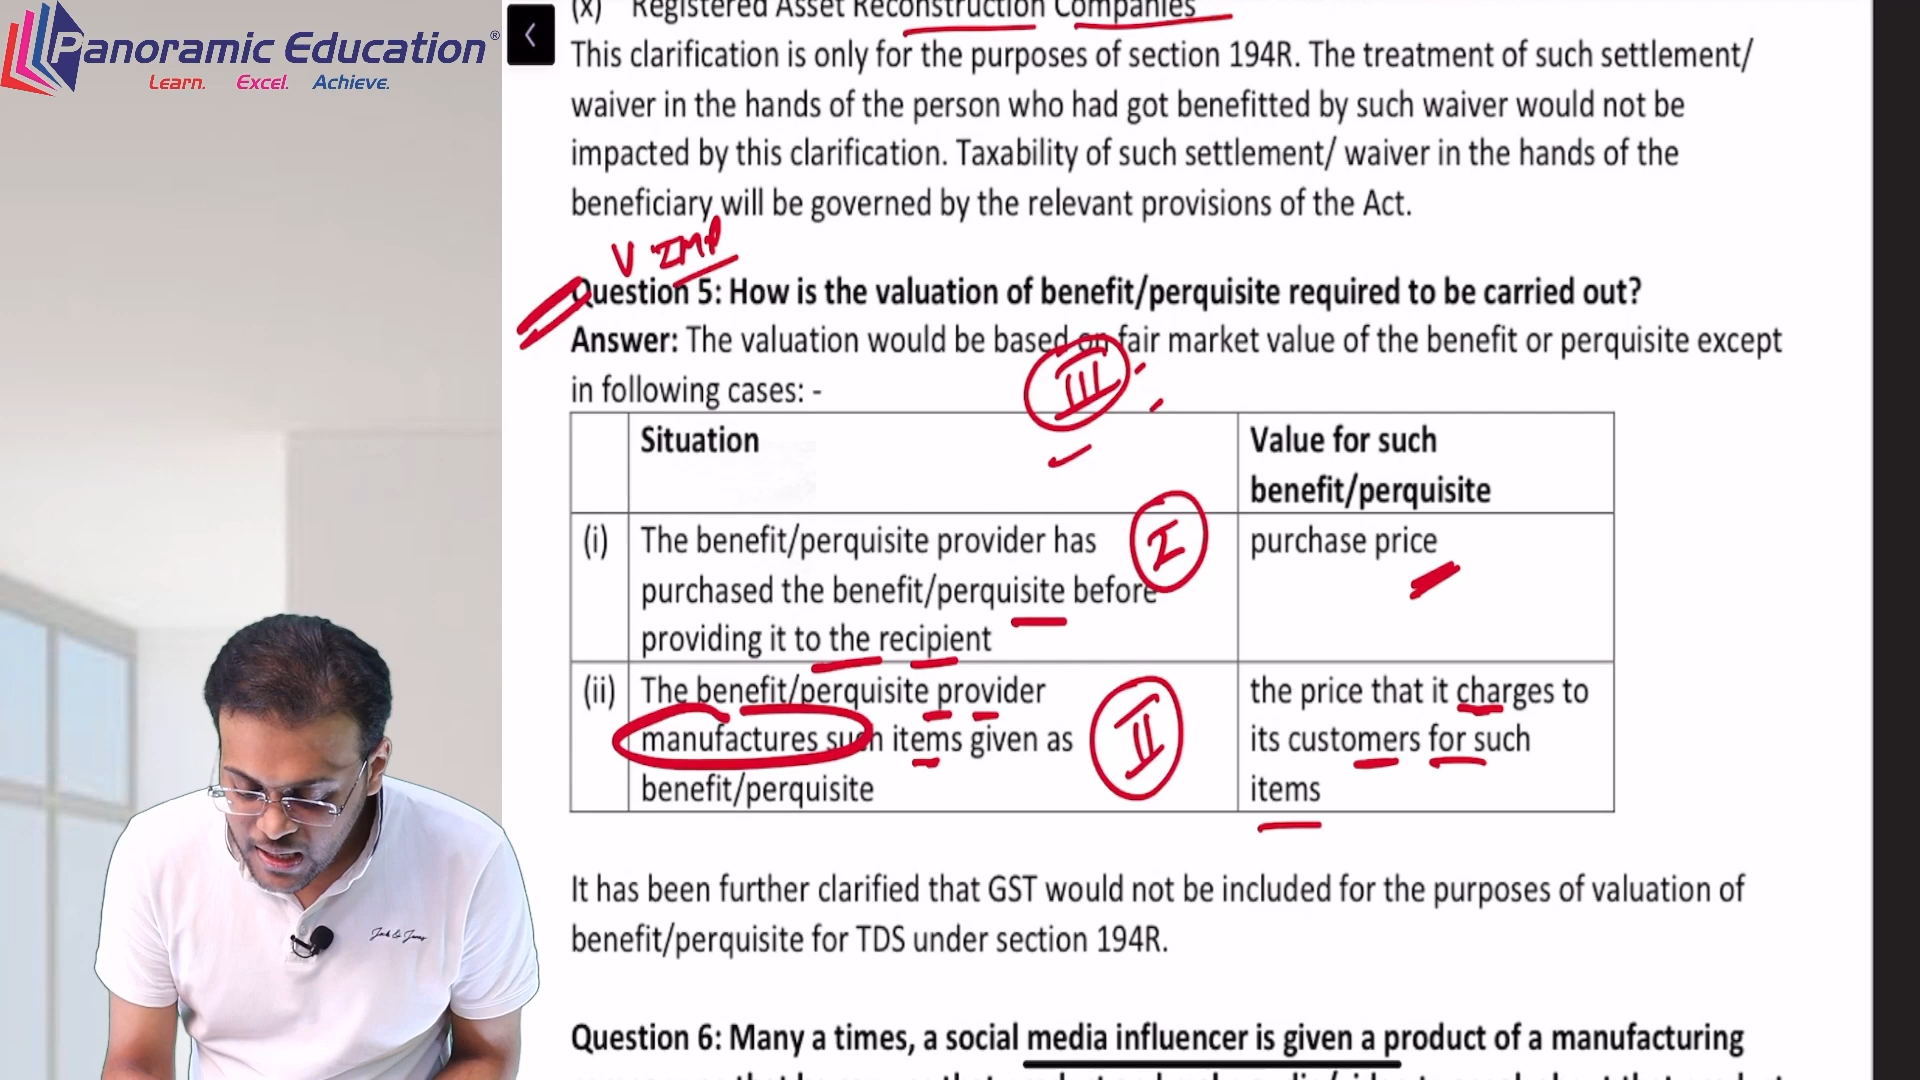 Panoramic Education®
Learn. Excel. Achieve.
(x) Registered Asset Reconstruction Companies
This clarification is only for the purposes of section 194R. The treatment of such settlement/
waiver in the hands of the person who had got benefitted by such waiver would not be
impacted by this clarification. Taxability of such settlement/ waiver in the hands of the
beneficiary will be governed by the relevant provisions of the Act.
V IMP
Question 5: How is the valuation of benefit/perquisite required to be carried out?
Answer: The valuation would be based on fair market value of the benefit or perquisite except
in following cases: -
III
Situation
Value for such
benefit/perquisite
(i) The benefit/perquisite provider has
purchased the benefit/perquisite before
providing it to the recipient
I
purchase price
(ii) The benefit/perquisite provider
manufactures such items given as
benefit/perquisite
II
the price that it charges to
its customers for such
items
It has been further clarified that GST would not be included for the purposes of valuation of
benefit/perquisite for TDS under section 194R.
Jack & Jones
Question 6: Many a times, a social media influencer is given a product of a manufacturing